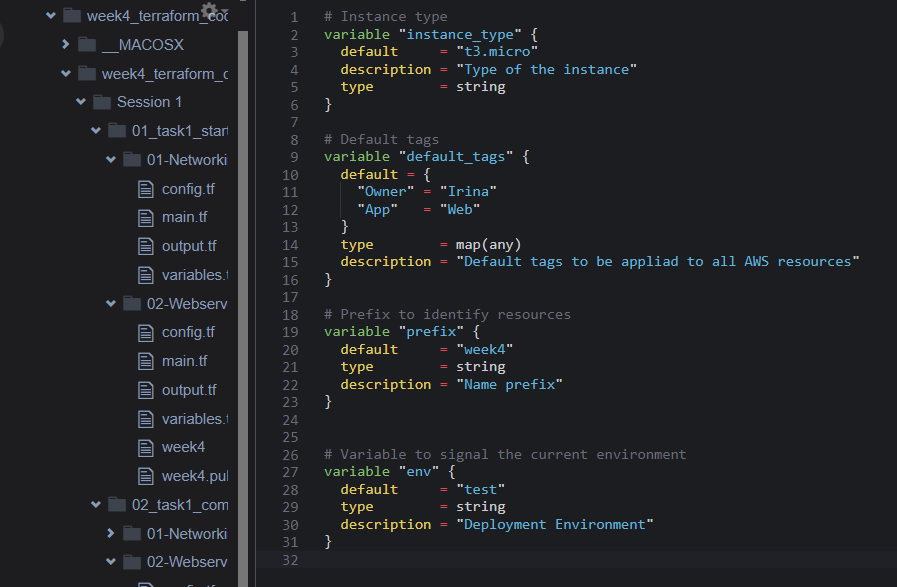 week4_terraform_coc
__MACOSX
week4_terraform_c
Session 1
01_task1_start
01-Networki
config.tf
main.tf
output.tf
variables.t
02-Webserv
config.tf
main.tf
output.tf
variables.t
week4
week4.pul
02_task1_com
01-Networki
02-Webserv
1 # Instance type
2 variable "instance_type" {
3 default = "t3.micro"
4 description = "Type of the instance"
5 type = string
6 }
7
8 # Default tags
9 variable "default_tags" {
10 default = {
11 "Owner" = "Irina"
12 "App" = "Web"
13 }
14 type = map(any)
15 description = "Default tags to be appliad to all AWS resources"
16 }
17
18 # Prefix to identify resources
19 variable "prefix" {
20 default = "week4"
21 type = string
22 description = "Name prefix"
23 }
24
25
26 # Variable to signal the current environment
27 variable "env" {
28 default = "test"
29 type = string
30 description = "Deployment Environment"
31 }
32